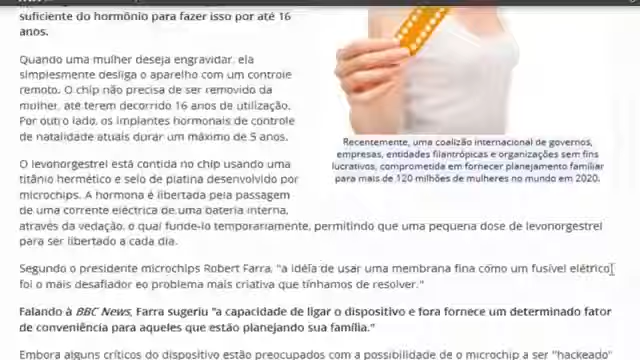 suficiente do hormônio para fazer isso por até 16
anos.
Quando uma mulher deseja engravidar, ela
simplesmente desliga o aparelho com um controle
remoto. O chip não precisa de ser removido da
mulher, até terem decorrido 16 anos de utilização.
Por outro lado, os implantes hormonais de controle
de natalidade atuais durar um máximo de 5 anos.
Recentemente, uma coalizão internacional de governos,
empresas, entidades filantrópicas e organizações sem fins
lucrativos, comprometida em fornecer planejamento familiar
para mais de 120 milhões de mulheres no mundo em 2020.
O levonorgestrel está contida no chip usando uma
titânio hermético e selo de platina desenvolvido por
microchips. A hormona é libertada pela passagem
de uma corrente eléctrica de uma bateria interna,
através da vedação, o qual funde-lo temporariamente, permitindo que uma pequena dose de levonorgestrel
para ser libertado a cada dia.
Segundo o presidente microchips Robert Farra, "a idéia de usar uma membrana fina como um fusível elétrico
foi o mais desafiador eo problema mais criativa que tínhamos de resolver."
Falando à BBC News, Farra sugeriu "a capacidade de ligar o dispositivo e fora fornece um determinado fator
de conveniência para aqueles que estão planejando sua família."
Embora alguns críticos do dispositivo estão preocupados com a possibilidade de o microchip a ser "hackeado"